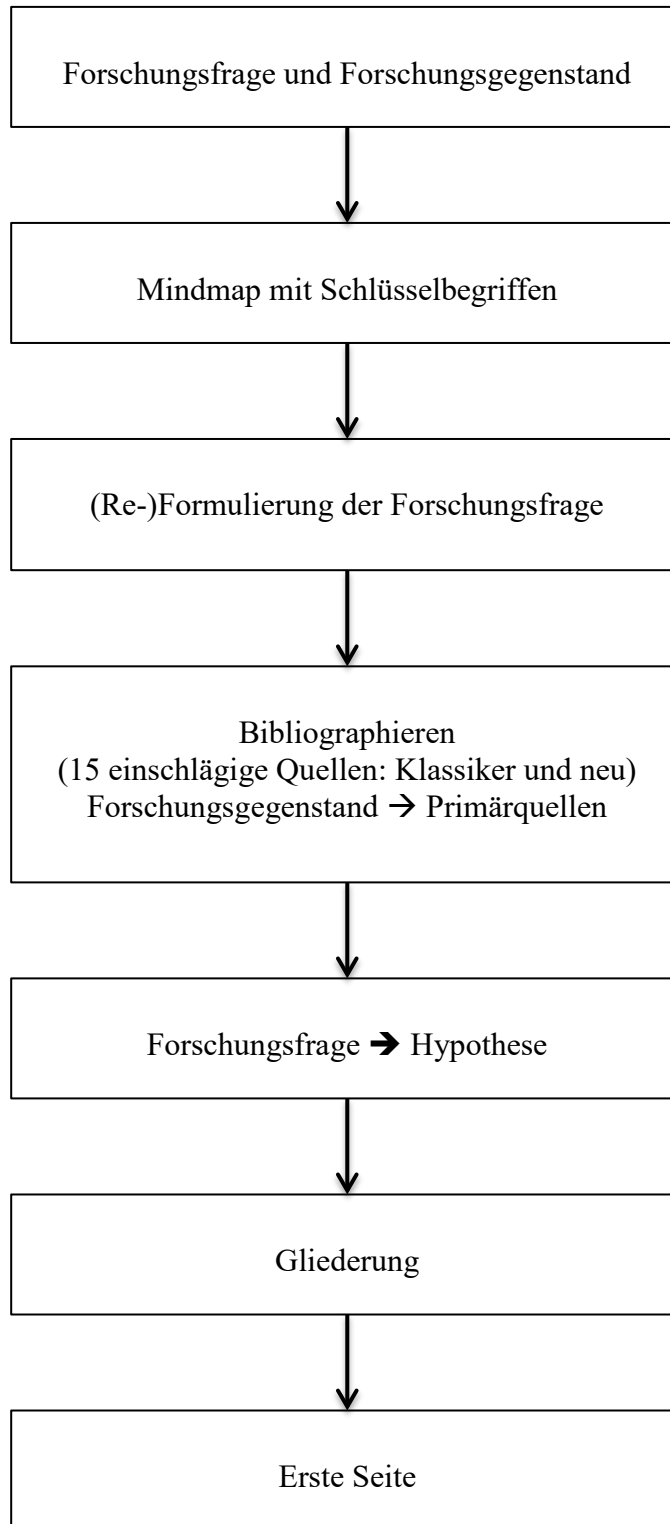 Forschungsfrage und Forschungsgegenstand
Mindmap mit Schlüsselbegriffen
(Re-)Formulierung der Forschungsfrage
Bibliographieren
(15 einschlägige Quellen: Klassiker und neu)
Forschungsgegenstand → Primärquellen
Forschungsfrage ➔ Hypothese
Gliederung
Erste Seite